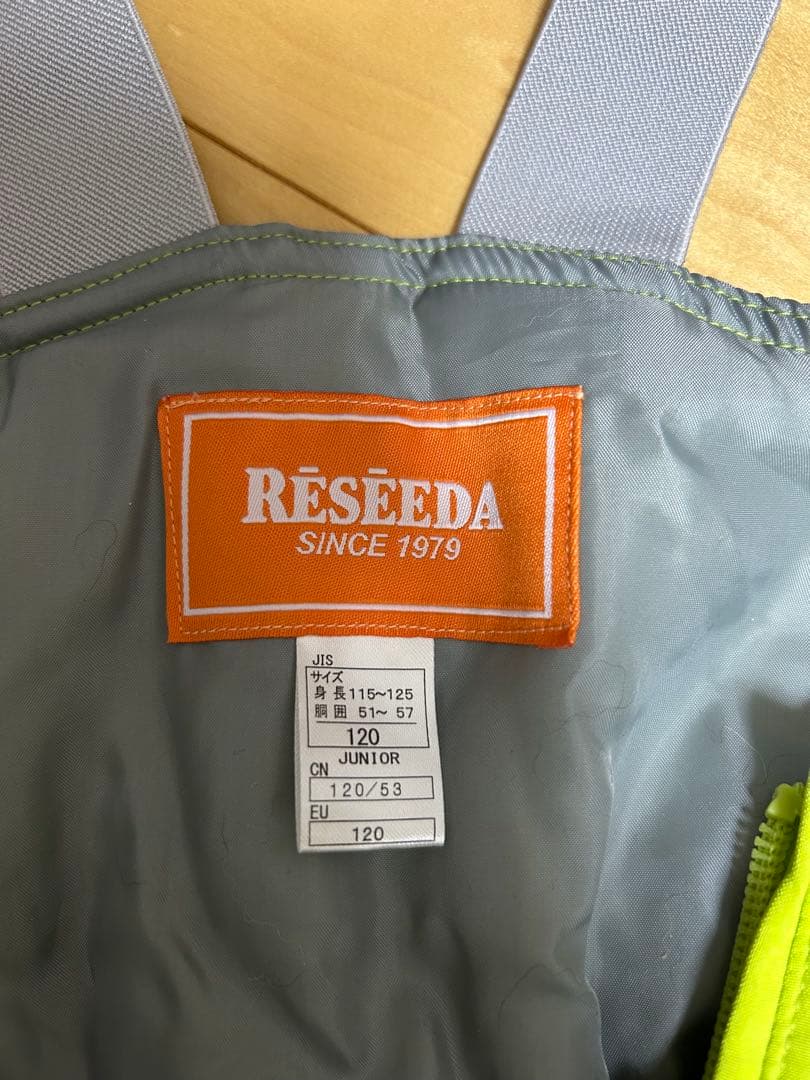 RĒSĒEDA
SINCE 1979
JIS
サイズ
身長115~125
胴囲 51~ 57
120
JUNIOR
CN
120/53
EU
120